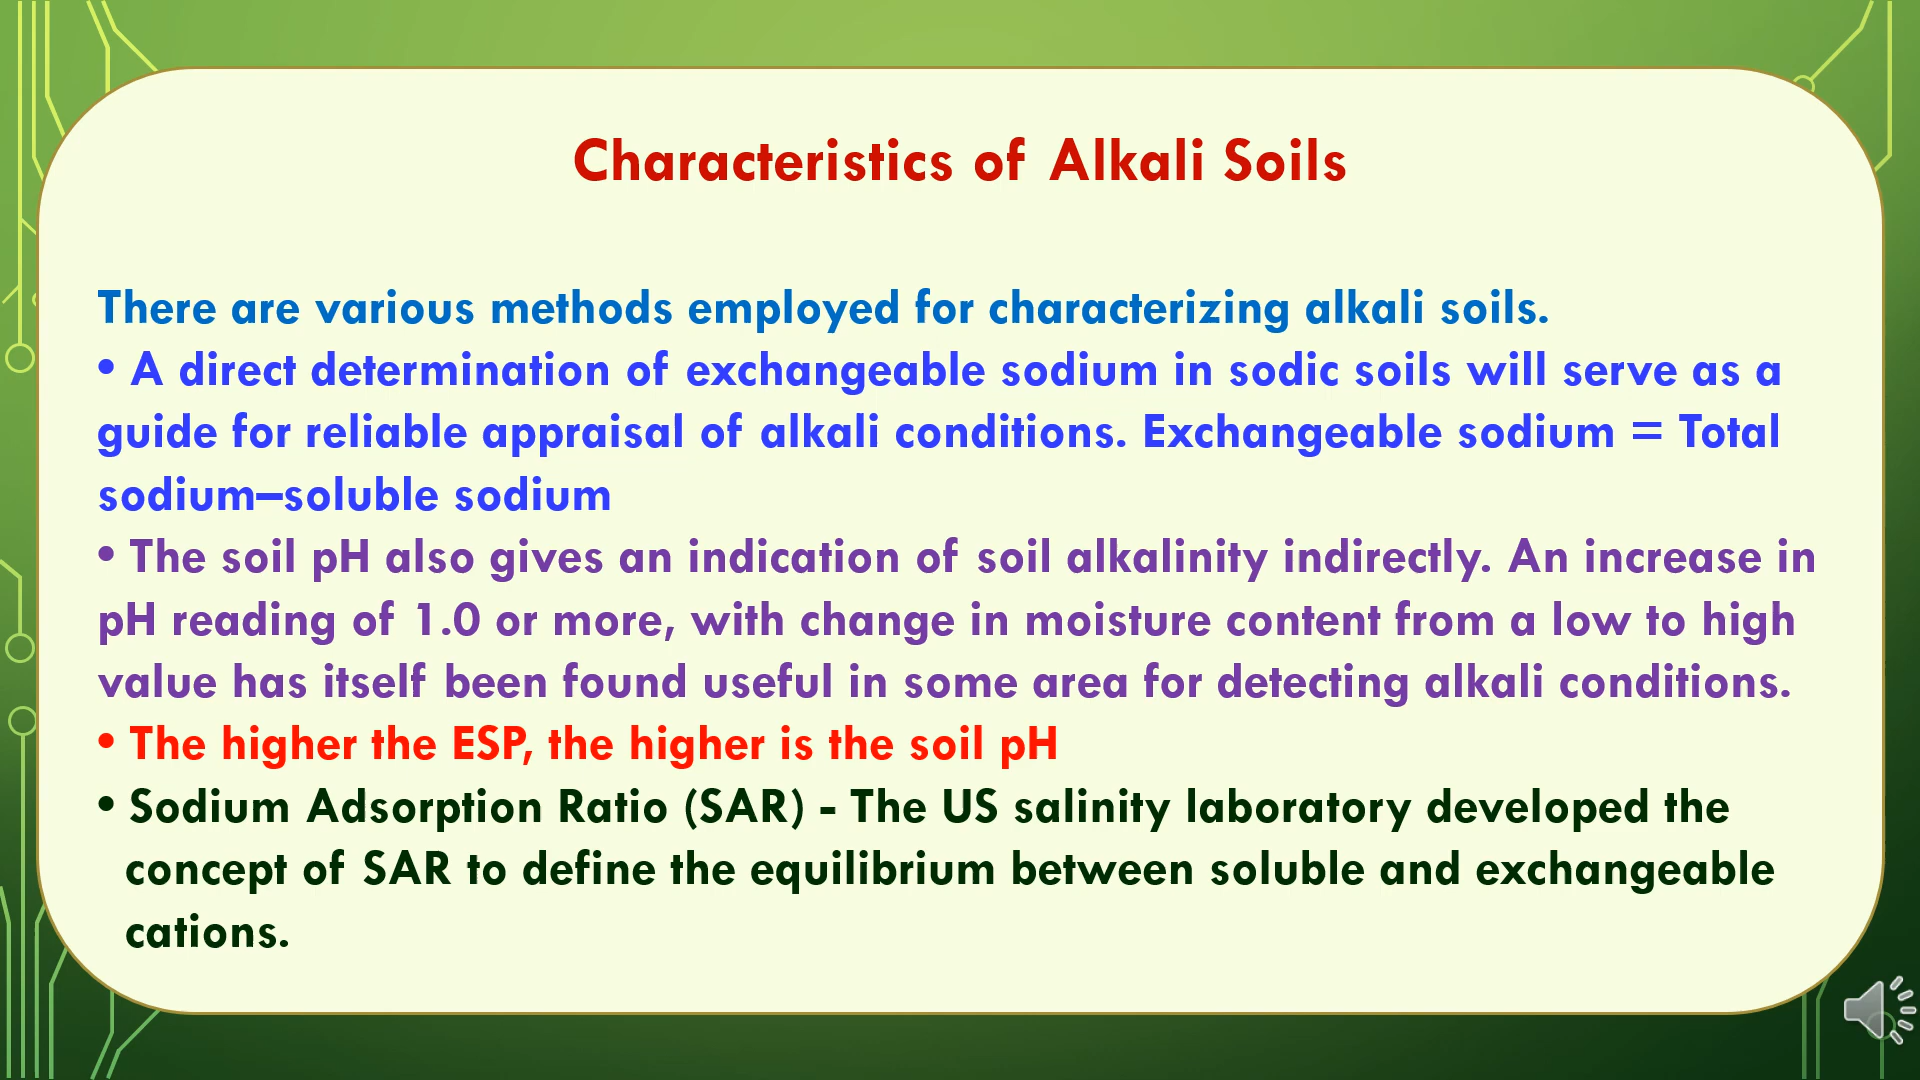 Characteristics of Alkali Soils
There are various methods employed for characterizing alkali soils.
• A direct determination of exchangeable sodium in sodic soils will serve as a
guide for reliable appraisal of alkali conditions. Exchangeable sodium = Total
sodium–soluble sodium
• The soil pH also gives an indication of soil alkalinity indirectly. An increase in
pH reading of 1.0 or more, with change in moisture content from a low to high
value has itself been found useful in some area for detecting alkali conditions.
• The higher the ESP, the higher is the soil pH
• Sodium Adsorption Ratio (SAR) - The US salinity laboratory developed the
concept of SAR to define the equilibrium between soluble and exchangeable
cations.